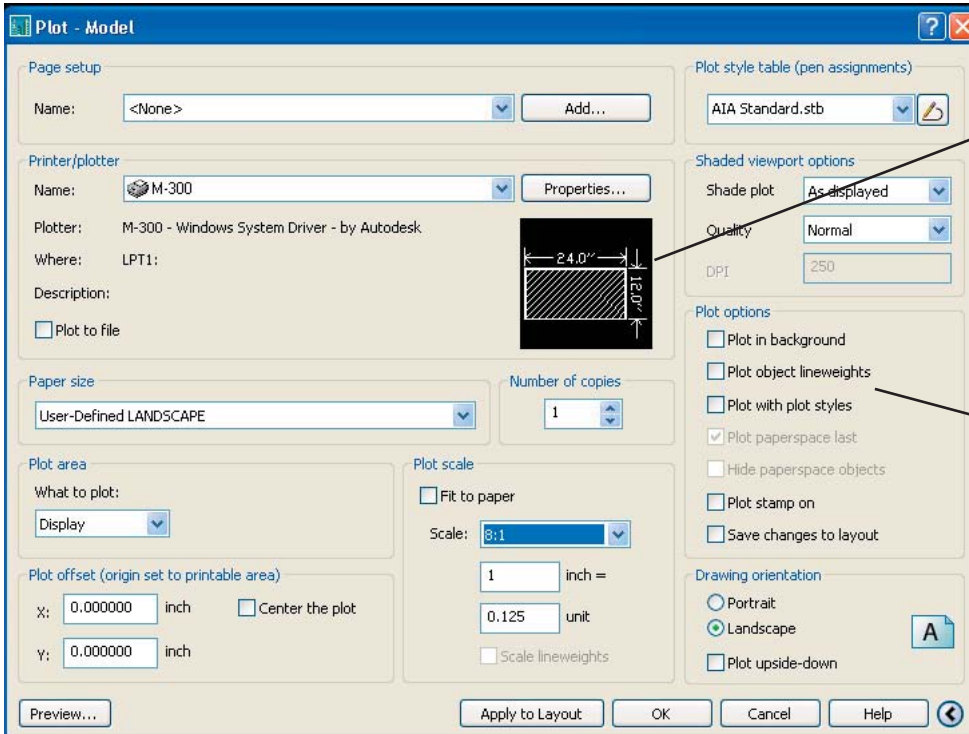 Plot - Model
Page setup
Name: <None> Add...
Plot style table (pen assignments)
AIA Standard.stb
Printer/plotter
Name: M-300 Properties...
Plotter: M-300 - Windows System Driver - by Autodesk
Where: LPT1:
Description:
Plot to file
24.0''
12.0''
Shaded viewport options
Shade plot As displayed
Quality Normal
DPI 250
Paper size
User-Defined LANDSCAPE
Number of copies
1
Plot options
Plot in background
Plot object lineweights
Plot with plot styles
Plot paperspace last
Hide paperspace objects
Plot stamp on
Save changes to layout
Plot area
What to plot:
Display
Plot scale
Fit to paper
Scale: 8:1
1 inch =
0.125 unit
Scale lineweights
Plot offset (origin set to printable area)
X: 0.000000 inch Center the plot
Y: 0.000000 inch
Drawing orientation
Portrait
Landscape
A
Plot upside-down
Preview... Apply to Layout OK Cancel Help